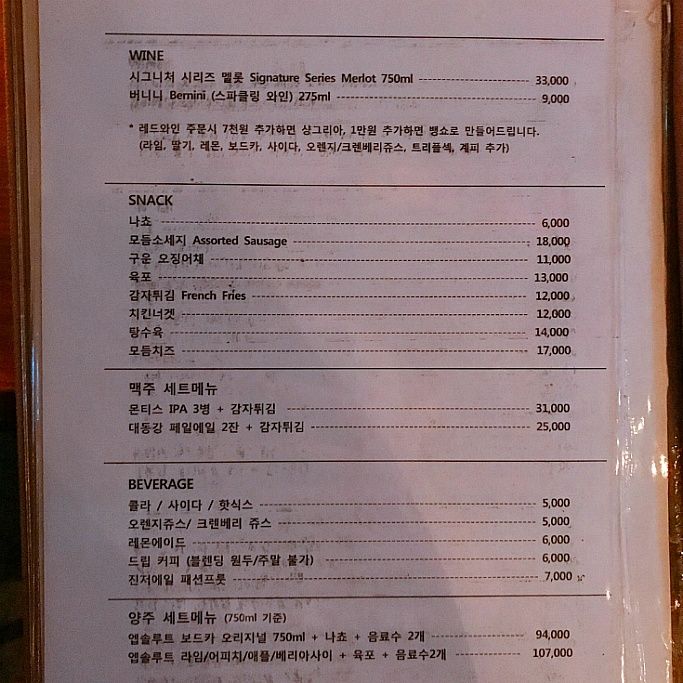 WINE
시그니처 시리즈 멜롯 Signature Series Merlot 750ml 33,000
버니니 Bernini (스파클링 와인) 275ml 9,000
* 레드와인 주문시 7천원 추가하면 샹그리아, 1만원 추가하면 뱅쇼로 만들어드립니다.
(라임, 딸기, 레몬, 보드카, 사이다, 오렌지/크렌베리쥬스, 트리플섹, 계피 추가)
SNACK
나쵸 6,000
모듬소세지 Assorted Sausage 18,000
구운 오징어채 11,000
육포 13,000
감자튀김 French Fries 12,000
치킨너겟 12,000
탕수육 14,000
모듬치즈 17,000
맥주 세트메뉴
몬티스 IPA 3병 + 감자튀김 31,000
대동강 페일에일 2잔 + 감자튀김 25,000
BEVERAGE
콜라 / 사이다 / 핫식스 5,000
오렌지쥬스/ 크렌베리 쥬스 5,000
레몬에이드 6,000
드립 커피 (블렌딩 원두/주말 불가) 6,000
진저에일 패션프룻 7,000
양주 세트메뉴 (750ml 기준)
엡솔루트 보드카 오리지널 750ml + 나쵸 + 음료수 2개 94,000
엡솔루트 라임/어피치/애플/베리아사이 + 육포 + 음료수2개 107,000